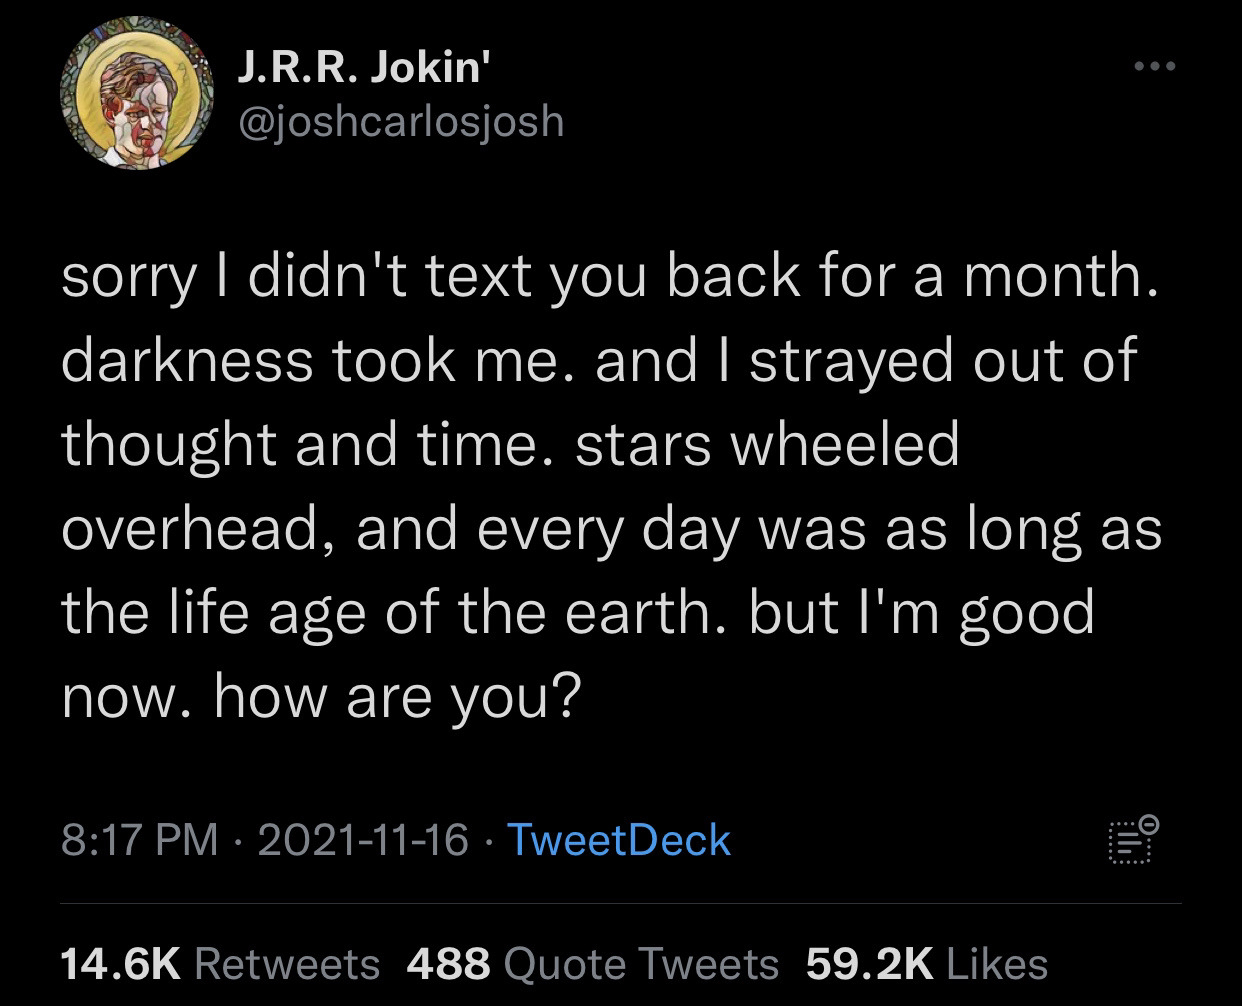 J.R.R. Jokin'
@joshcarlosjosh
sorry I didn't text you back for a month.
darkness took me. and I strayed out of
thought and time. stars wheeled
overhead, and every day was as long as
the life age of the earth. but I'm good
now. how are you?
8:17 PM · 2021-11-16 · TweetDeck
14.6K Retweets 488 Quote Tweets 59.2K Likes